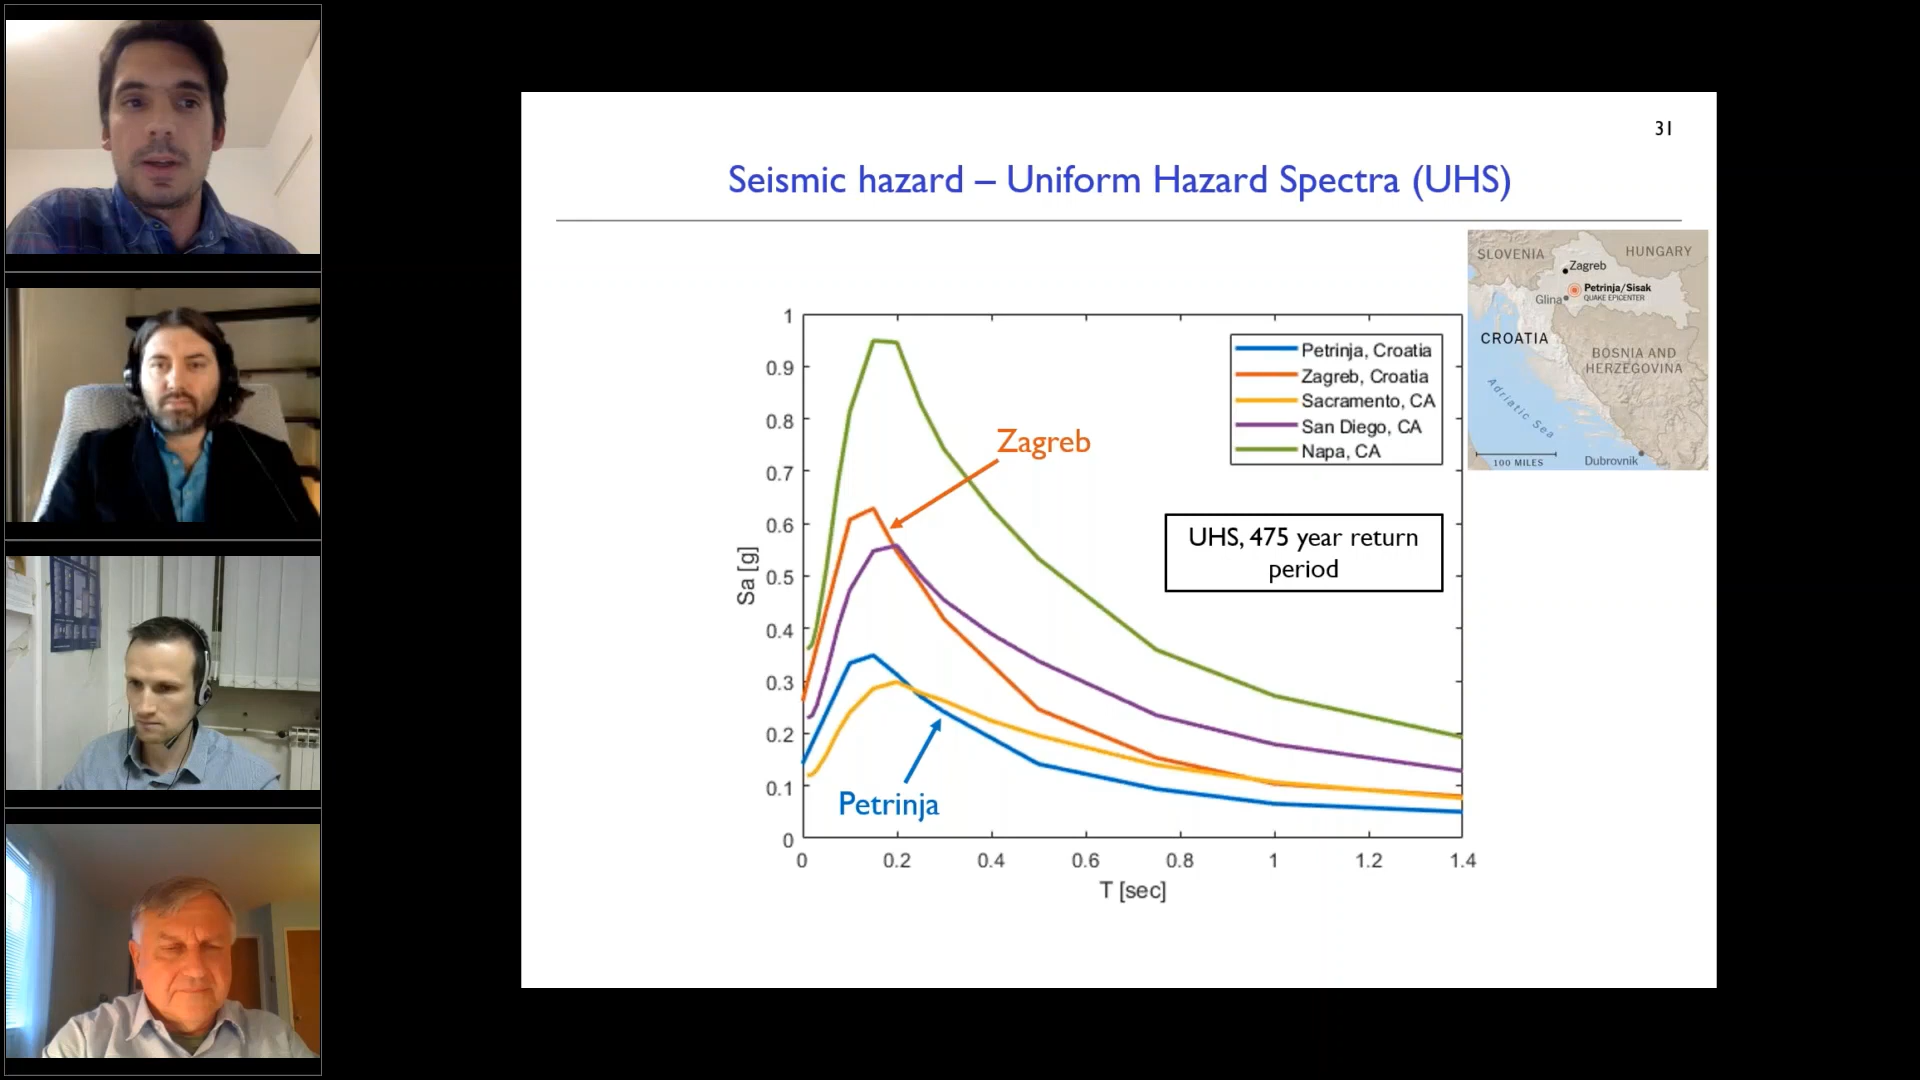 31
Seismic hazard – Uniform Hazard Spectra (UHS)
SLOVENIA
HUNGARY
Zagreb
Petrinja/Sisak
QUAKE EPICENTER
Glina
CROATIA
BOSNIA AND
HERZEGOVINA
Adriatic Sea
100 MILES
Dubrovnik
Petrinja, Croatia
Zagreb, Croatia
Sacramento, CA
San Diego, CA
Napa, CA
UHS, 475 year return
period
Zagreb
Petrinja
Sa [g]
1
0.9
0.8
0.7
0.6
0.5
0.4
0.3
0.2
0.1
0
0 0.2 0.4 0.6 0.8 1 1.2 1.4
T [sec]